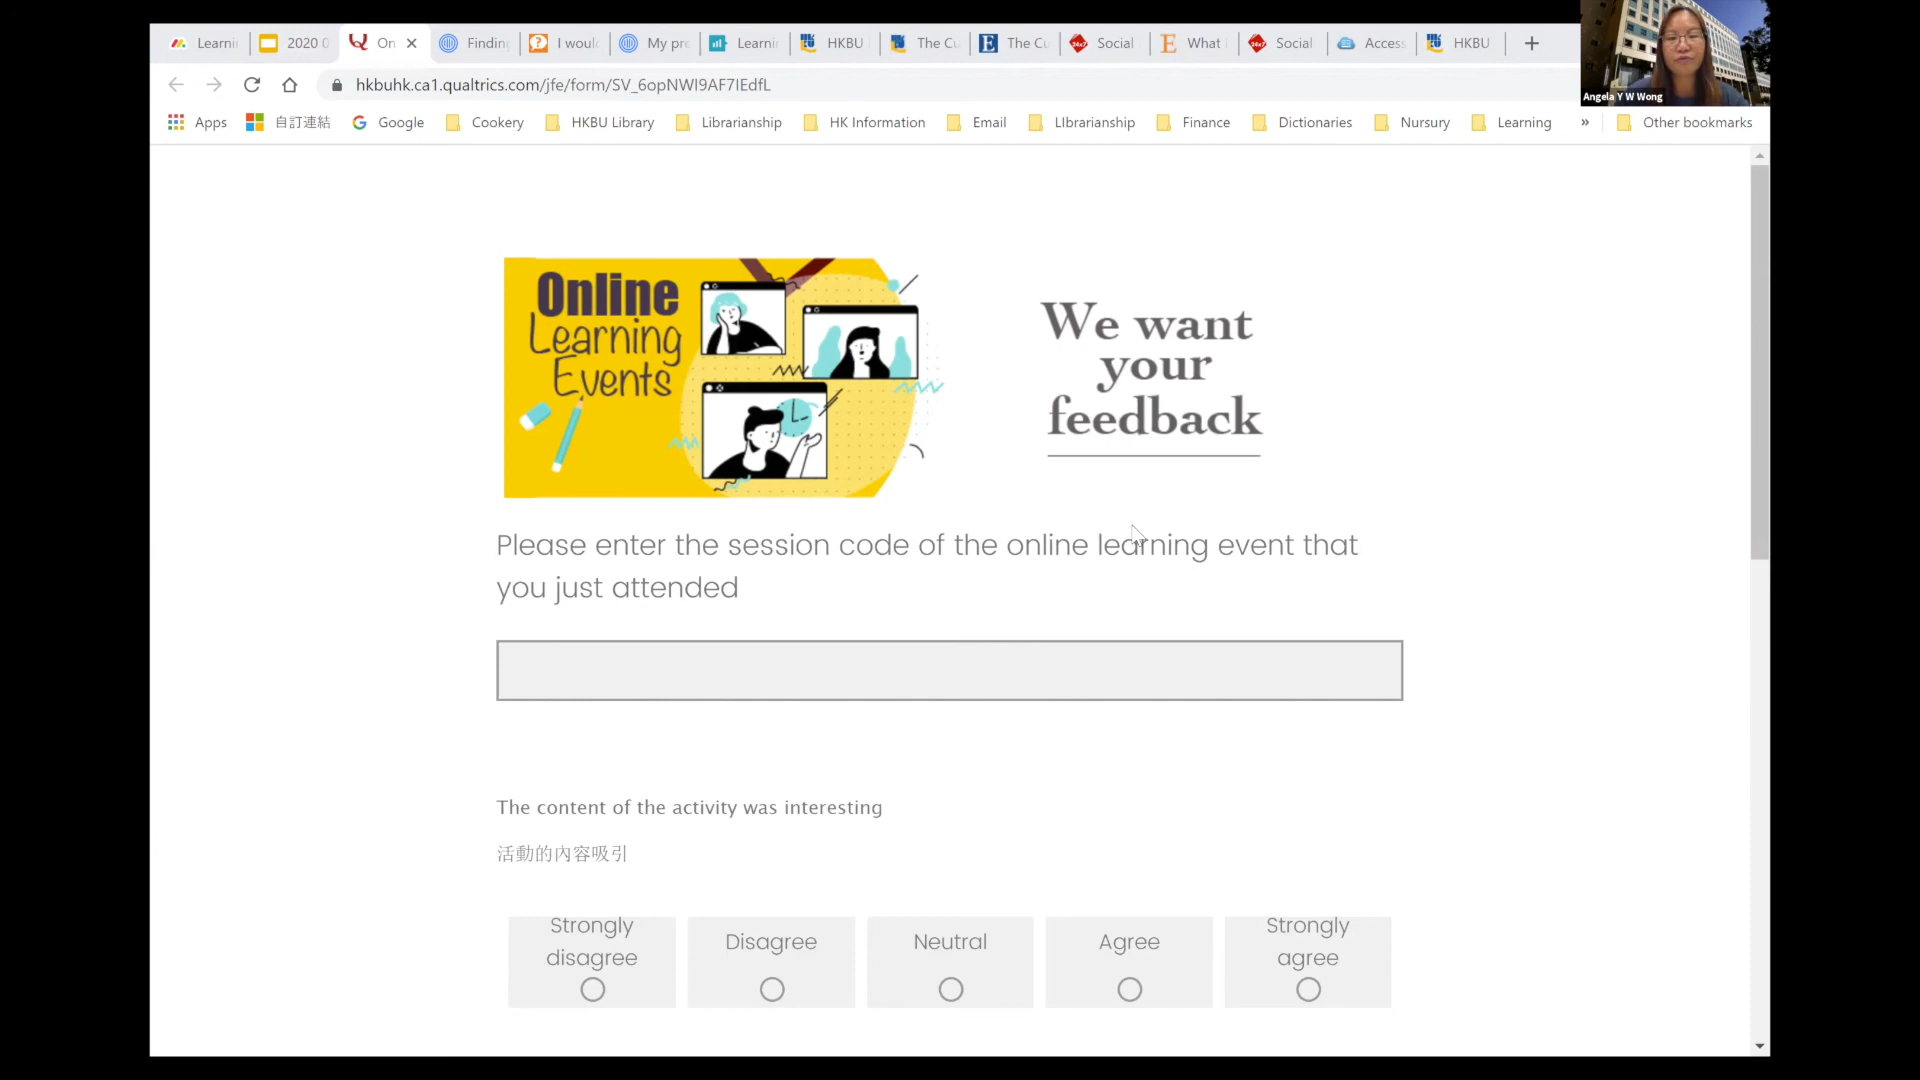 Learni
2020 0
On
Finding
I woul
My pre
Learni
HKBU
The Cu
The Cu
Social
What
Social
Access
HKBU
hkbuhk.ca1.qualtrics.com/jfe/form/SV_6opNWI9AF7IEdfL
Apps 自訂連結 Google Cookery HKBU Library Librarianship HK Information Email LIbrarianship Finance Dictionaries Nursury Learning » Other bookmarks
Angela Y W Wong
Online
Learning
Events
We want
your
feedback
Please enter the session code of the online learning event that
you just attended
The content of the activity was interesting
活動的內容吸引
Strongly
disagree
Disagree
Neutral
Agree
Strongly
agree